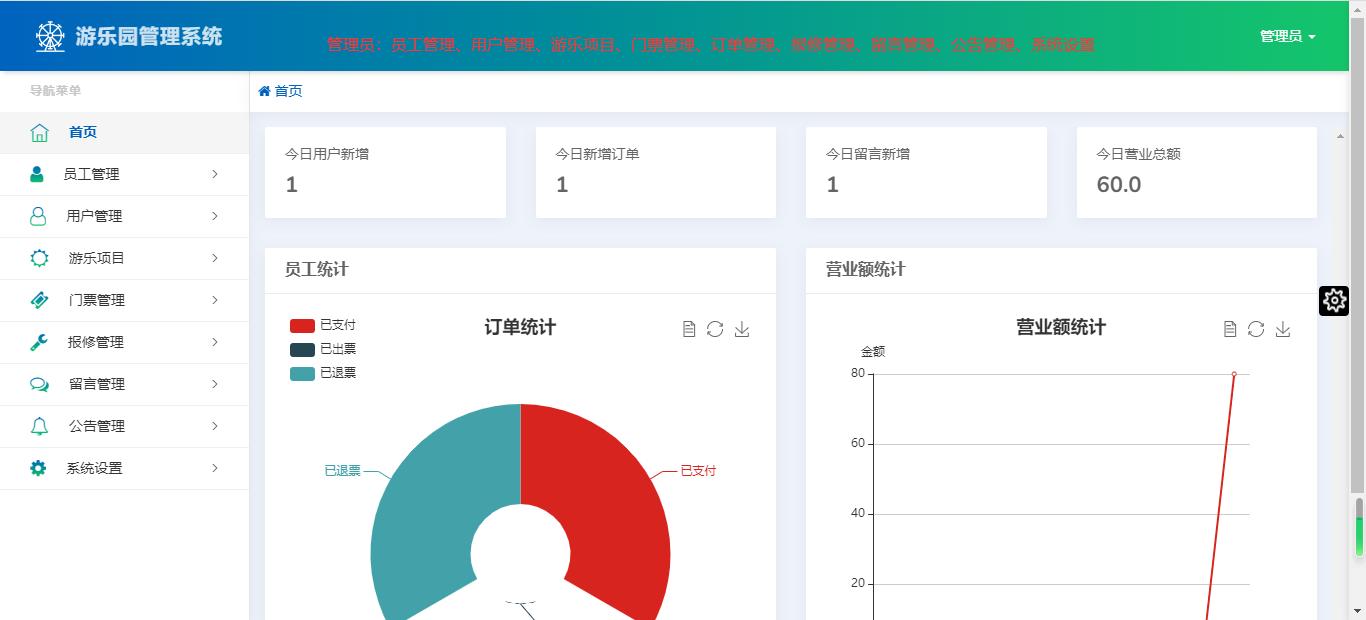 游乐园管理系统
管理员：员工管理、用户管理、游乐项目、门票管理、订单管理、报修管理、留言管理、公告管理、系统设置
管理员
导航菜单
首页
首页
员工管理
用户管理
游乐项目
门票管理
报修管理
留言管理
公告管理
系统设置
今日用户新增
1
今日新增订单
1
今日留言新增
1
今日营业总额
60.0
员工统计
订单统计
已支付
已出票
已退票
已退票
已支付
营业额统计
营业额统计
金额
80
60
40
20